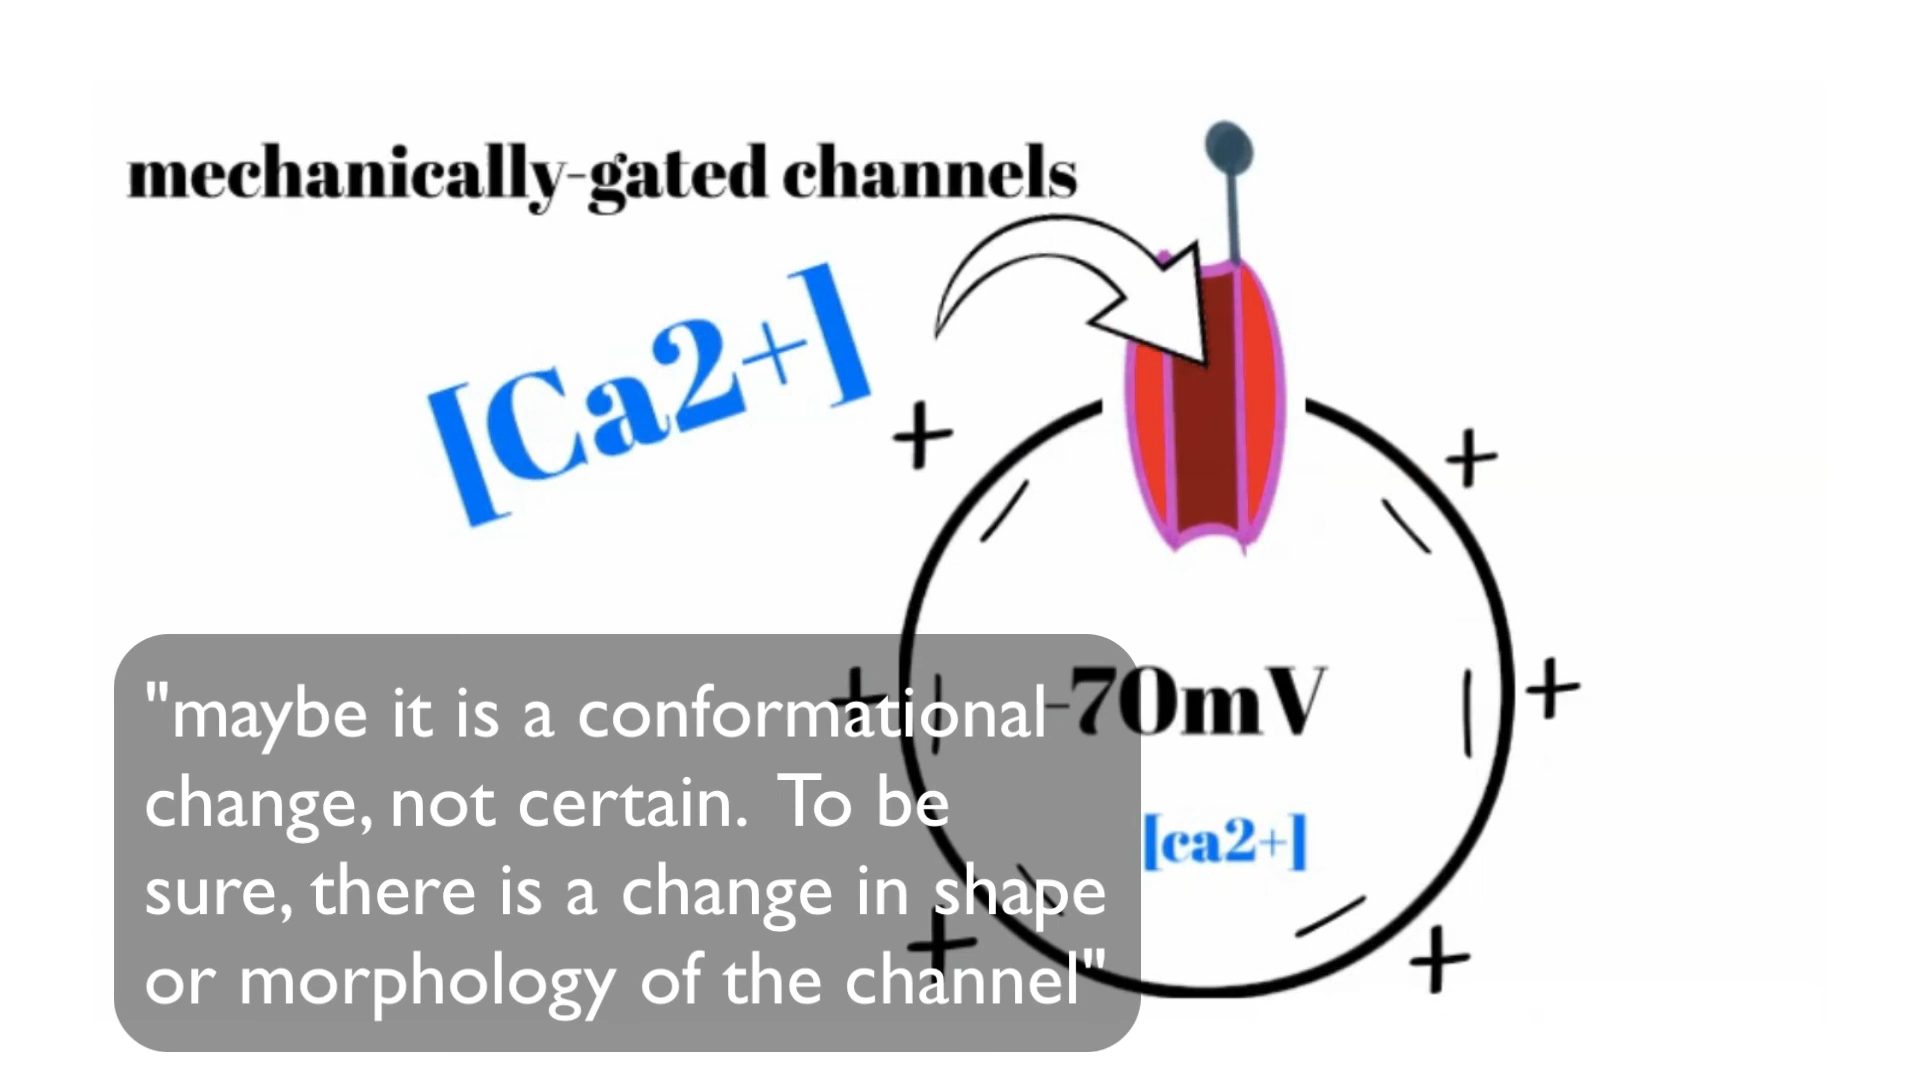 mechanically-gated channels
[Ca2+]
+
+
+
-70mV
+
[ca2+]
+
+
"maybe it is a conformational
change, not certain. To be
sure, there is a change in shape
or morphology of the channel"